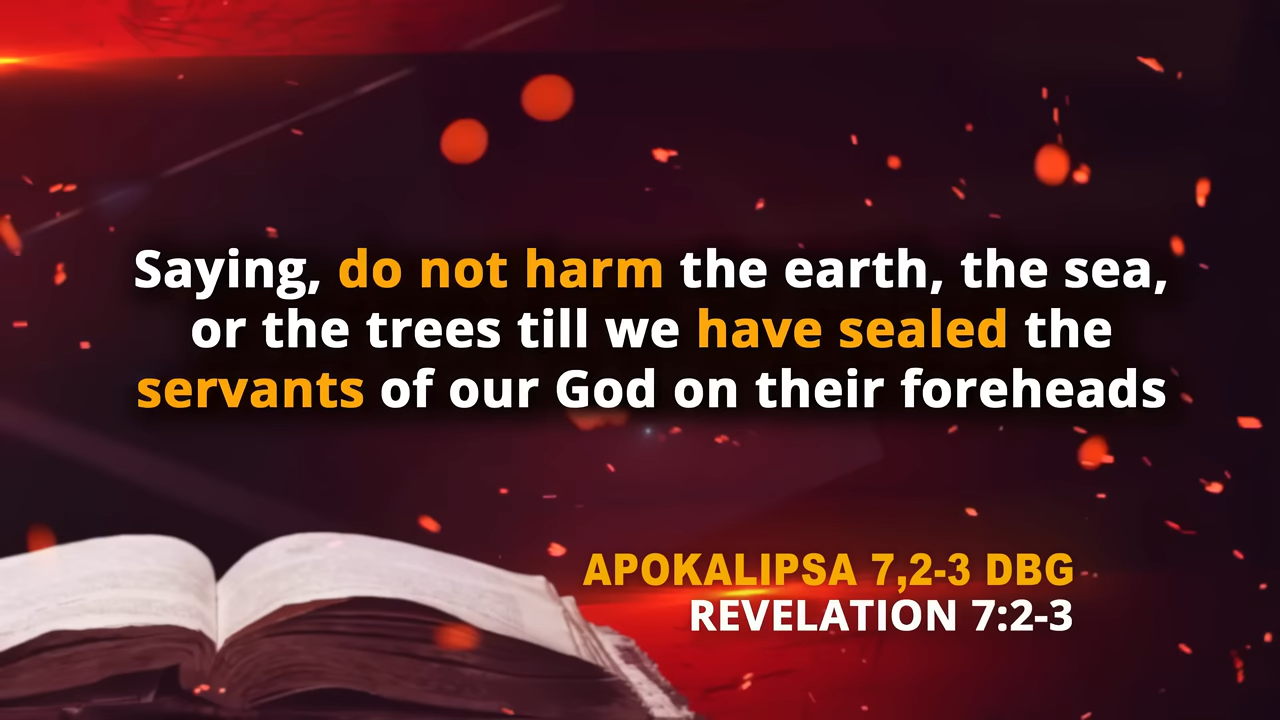 Saying, do not harm the earth, the sea,
or the trees till we have sealed the
servants of our God on their foreheads
APOKALIPSA 7,2-3 DBG
REVELATION 7:2-3